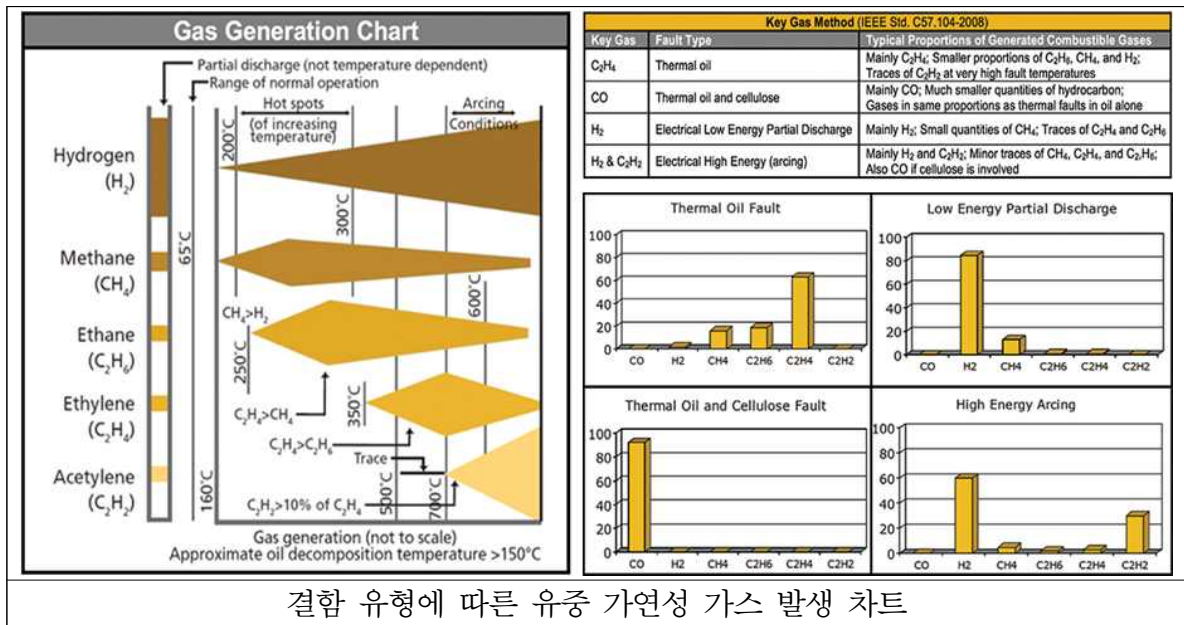 Gas Generation Chart
Partial discharge (not temperature dependent)
Range of normal operation
Hot spots
(of increasing
temperature)
Arcing
Conditions
200°C
Hydrogen
(H2)
300°C
65°C
Methane
(CH4)
600°C
CH4>H2
Ethane
(C2H6)
250°C
C2H4>CH4
350°C
Ethylene
(C2H4)
C2H4>C2H6
Trace
Acetylene
(C2H2)
160°C
500°C
700°C
C2H2>10% of C2H4
Gas generation (not to scale)
Approximate oil decomposition temperature >150°C
Key Gas Method (IEEE Std. C57.104-2008)
Key Gas Fault Type Typical Proportions of Generated Combustible Gases
C2H4 Thermal oil Mainly C2H4; Smaller proportions of C2H6, CH4, and H2;
Traces of C2H2 at very high fault temperatures
CO Thermal oil and cellulose Mainly CO; Much smaller quantities of hydrocarbon;
Gases in same proportions as thermal faults in oil alone
H2 Electrical Low Energy Partial Discharge Mainly H2; Small quantities of CH4; Traces of C2H4 and C2H6
H2 & C2H2 Electrical High Energy (arcing) Mainly H2 and C2H2; Minor traces of CH4, C2H4, and C2,H6;
Also CO if cellulose is involved
Thermal Oil Fault
100
80
60
40
20
0
CO H2 CH4 C2H6 C2H4 C2H2
Low Energy Partial Discharge
100
80
60
40
20
0
CO H2 CH4 C2H6 C2H4 C2H2
Thermal Oil and Cellulose Fault
100
80
60
40
20
0
CO H2 CH4 C2H6 C2H4 C2H2
High Energy Arcing
100
80
60
40
20
0
CO H2 CH4 C2H6 C2H4 C2H2
결함 유형에 따른 유중 가연성 가스 발생 차트